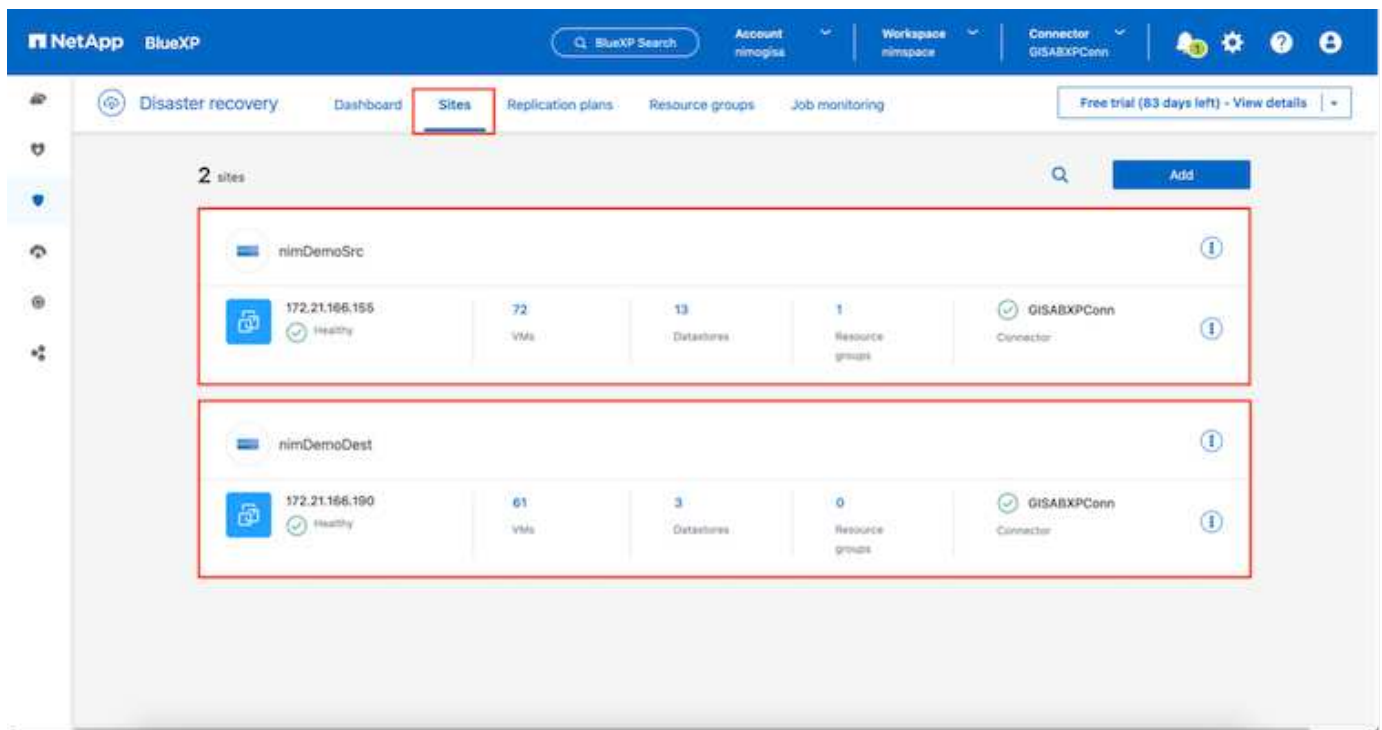 NetApp BlueXP
BlueXP Search
Account
nimogisa
Workspace
nimspace
Connector
GISABXPConn
1
Disaster recovery
Dashboard
Sites
Replication plans
Resource groups
Job monitoring
Free trial (83 days left) - View details
2 sites
Add
nimDemoSrc
172.21.166.155
Healthy
72
VMs
13
Datastores
1
Resource
groups
GISABXPConn
Connector
nimDemoDest
172.21.166.190
Healthy
61
VMs
3
Datastores
0
Resource
groups
GISABXPConn
Connector